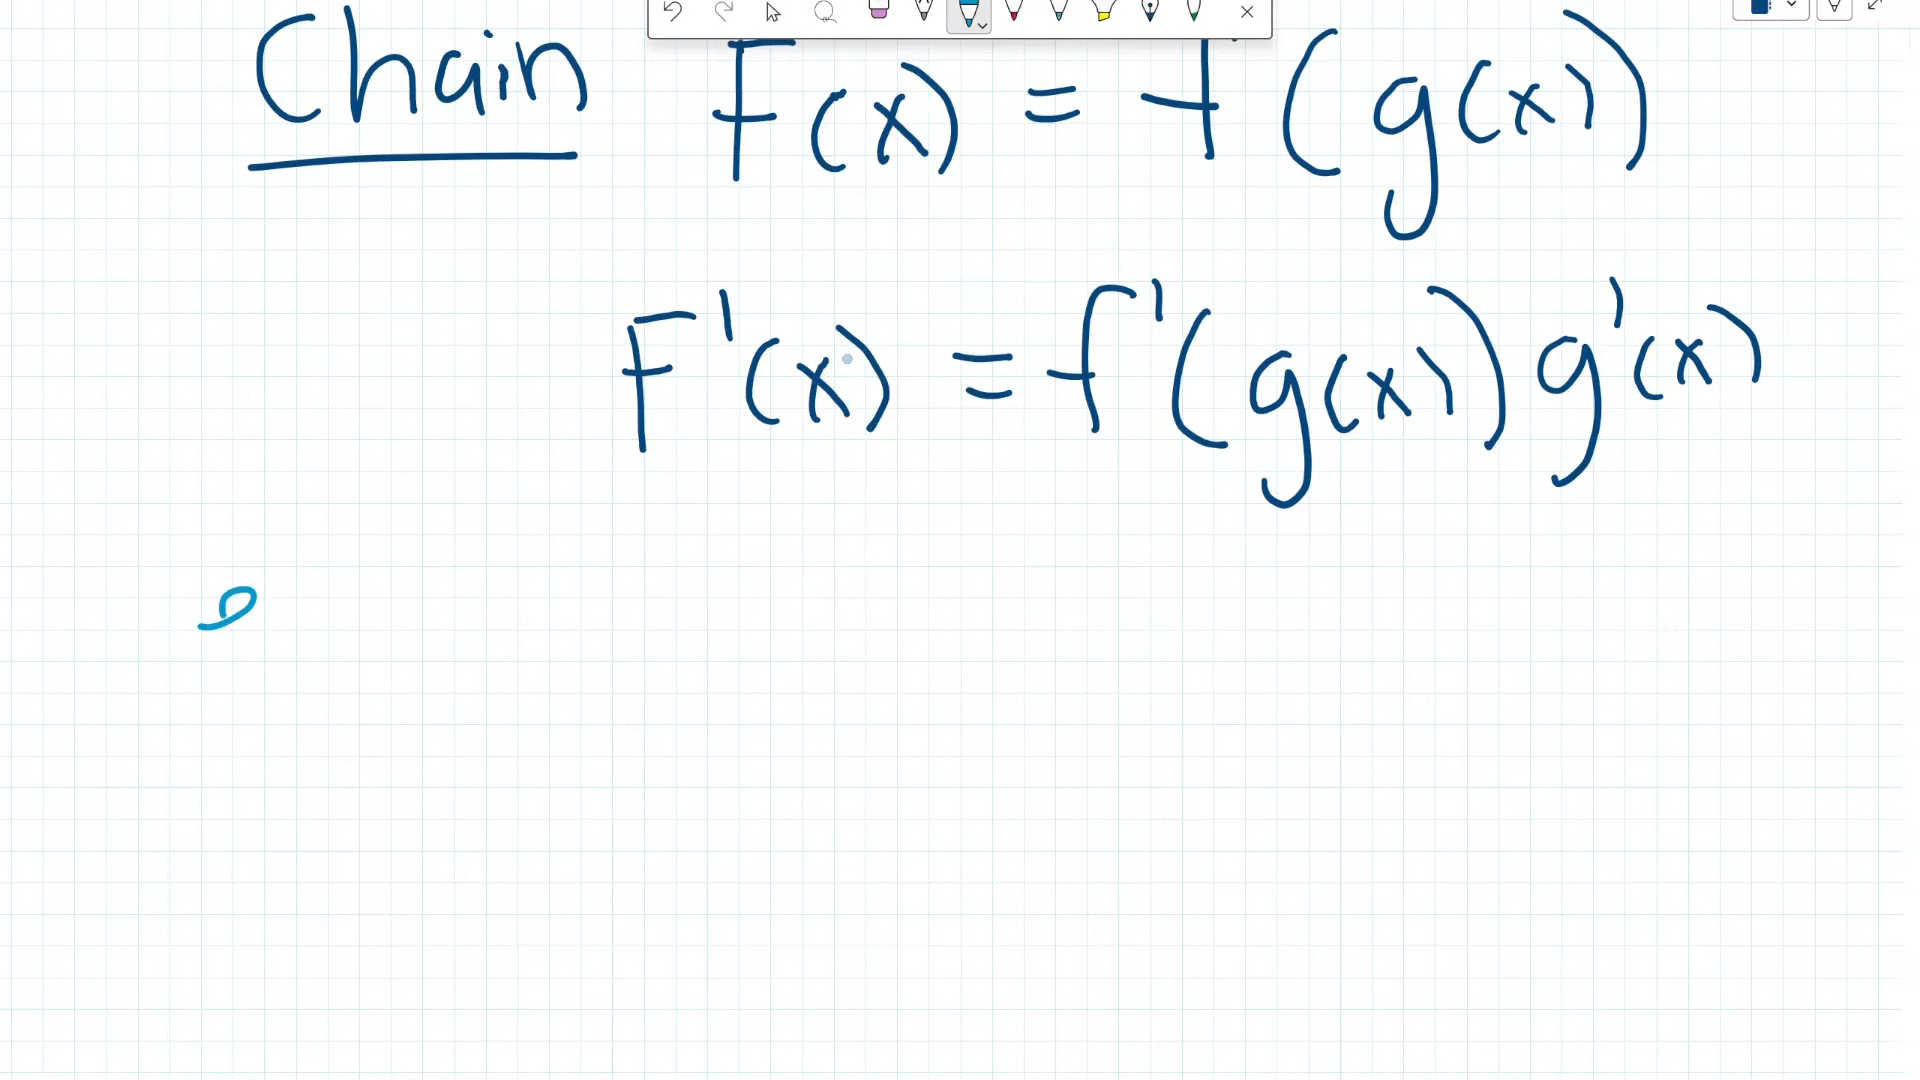 Chain F(x) = f(g(x))
F'(x) = f'(g(x))g'(x)